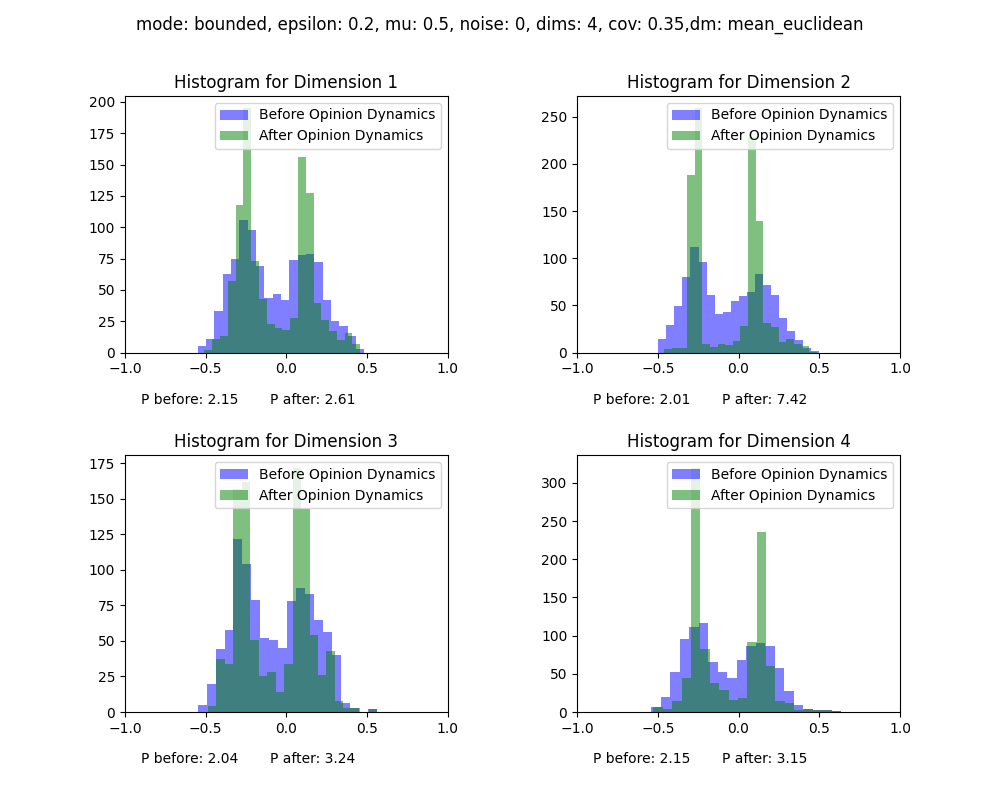 mode: bounded, epsilon: 0.2, mu: 0.5, noise: 0, dims: 4, cov: 0.35,dm: mean_euclidean
Histogram for Dimension 1
Before Opinion Dynamics
After Opinion Dynamics
200
175
150
125
100
75
50
25
0
−1.0 −0.5 0.0 0.5 1.0
P before: 2.15 P after: 2.61
Histogram for Dimension 2
Before Opinion Dynamics
After Opinion Dynamics
250
200
150
100
50
0
−1.0 −0.5 0.0 0.5 1.0
P before: 2.01 P after: 7.42
Histogram for Dimension 3
Before Opinion Dynamics
After Opinion Dynamics
175
150
125
100
75
50
25
0
−1.0 −0.5 0.0 0.5 1.0
P before: 2.04 P after: 3.24
Histogram for Dimension 4
Before Opinion Dynamics
After Opinion Dynamics
300
250
200
150
100
50
0
−1.0 −0.5 0.0 0.5 1.0
P before: 2.15 P after: 3.15